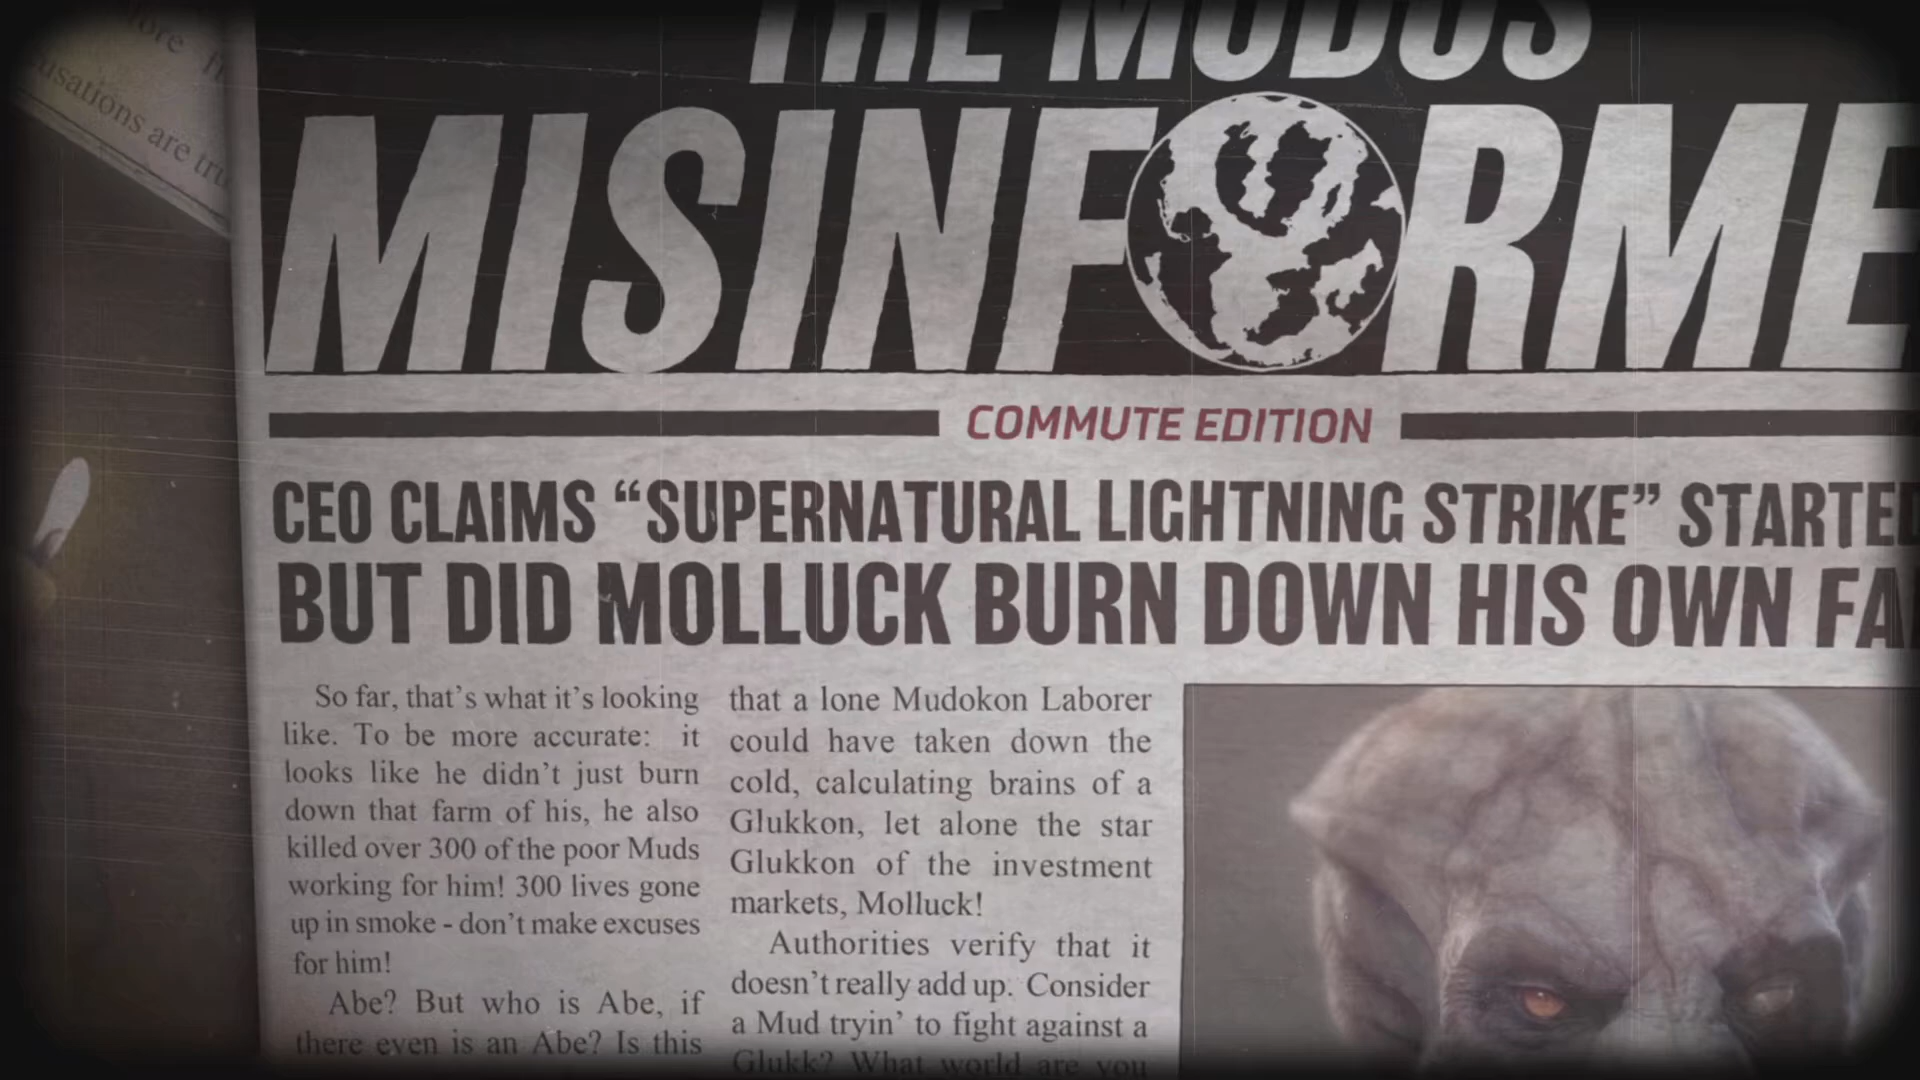 ore
usations are tru
THE MUDOS
MISINFORME
COMMUTE EDITION
CEO CLAIMS “SUPERNATURAL LIGHTNING STRIKE” STARTED
BUT DID MOLLUCK BURN DOWN HIS OWN FA
So far, that’s what it’s looking
like. To be more accurate: it
looks like he didn’t just burn
down that farm of his, he also
killed over 300 of the poor Muds
working for him! 300 lives gone
up in smoke - don’t make excuses
for him!
Abe? But who is Abe, if
there even is an Abe? Is this
that a lone Mudokon Laborer
could have taken down the
cold, calculating brains of a
Glukkon, let alone the star
Glukkon of the investment
markets, Molluck!
Authorities verify that it
doesn’t really add up. Consider
a Mud tryin’ to fight against a
Glukk? What world are you